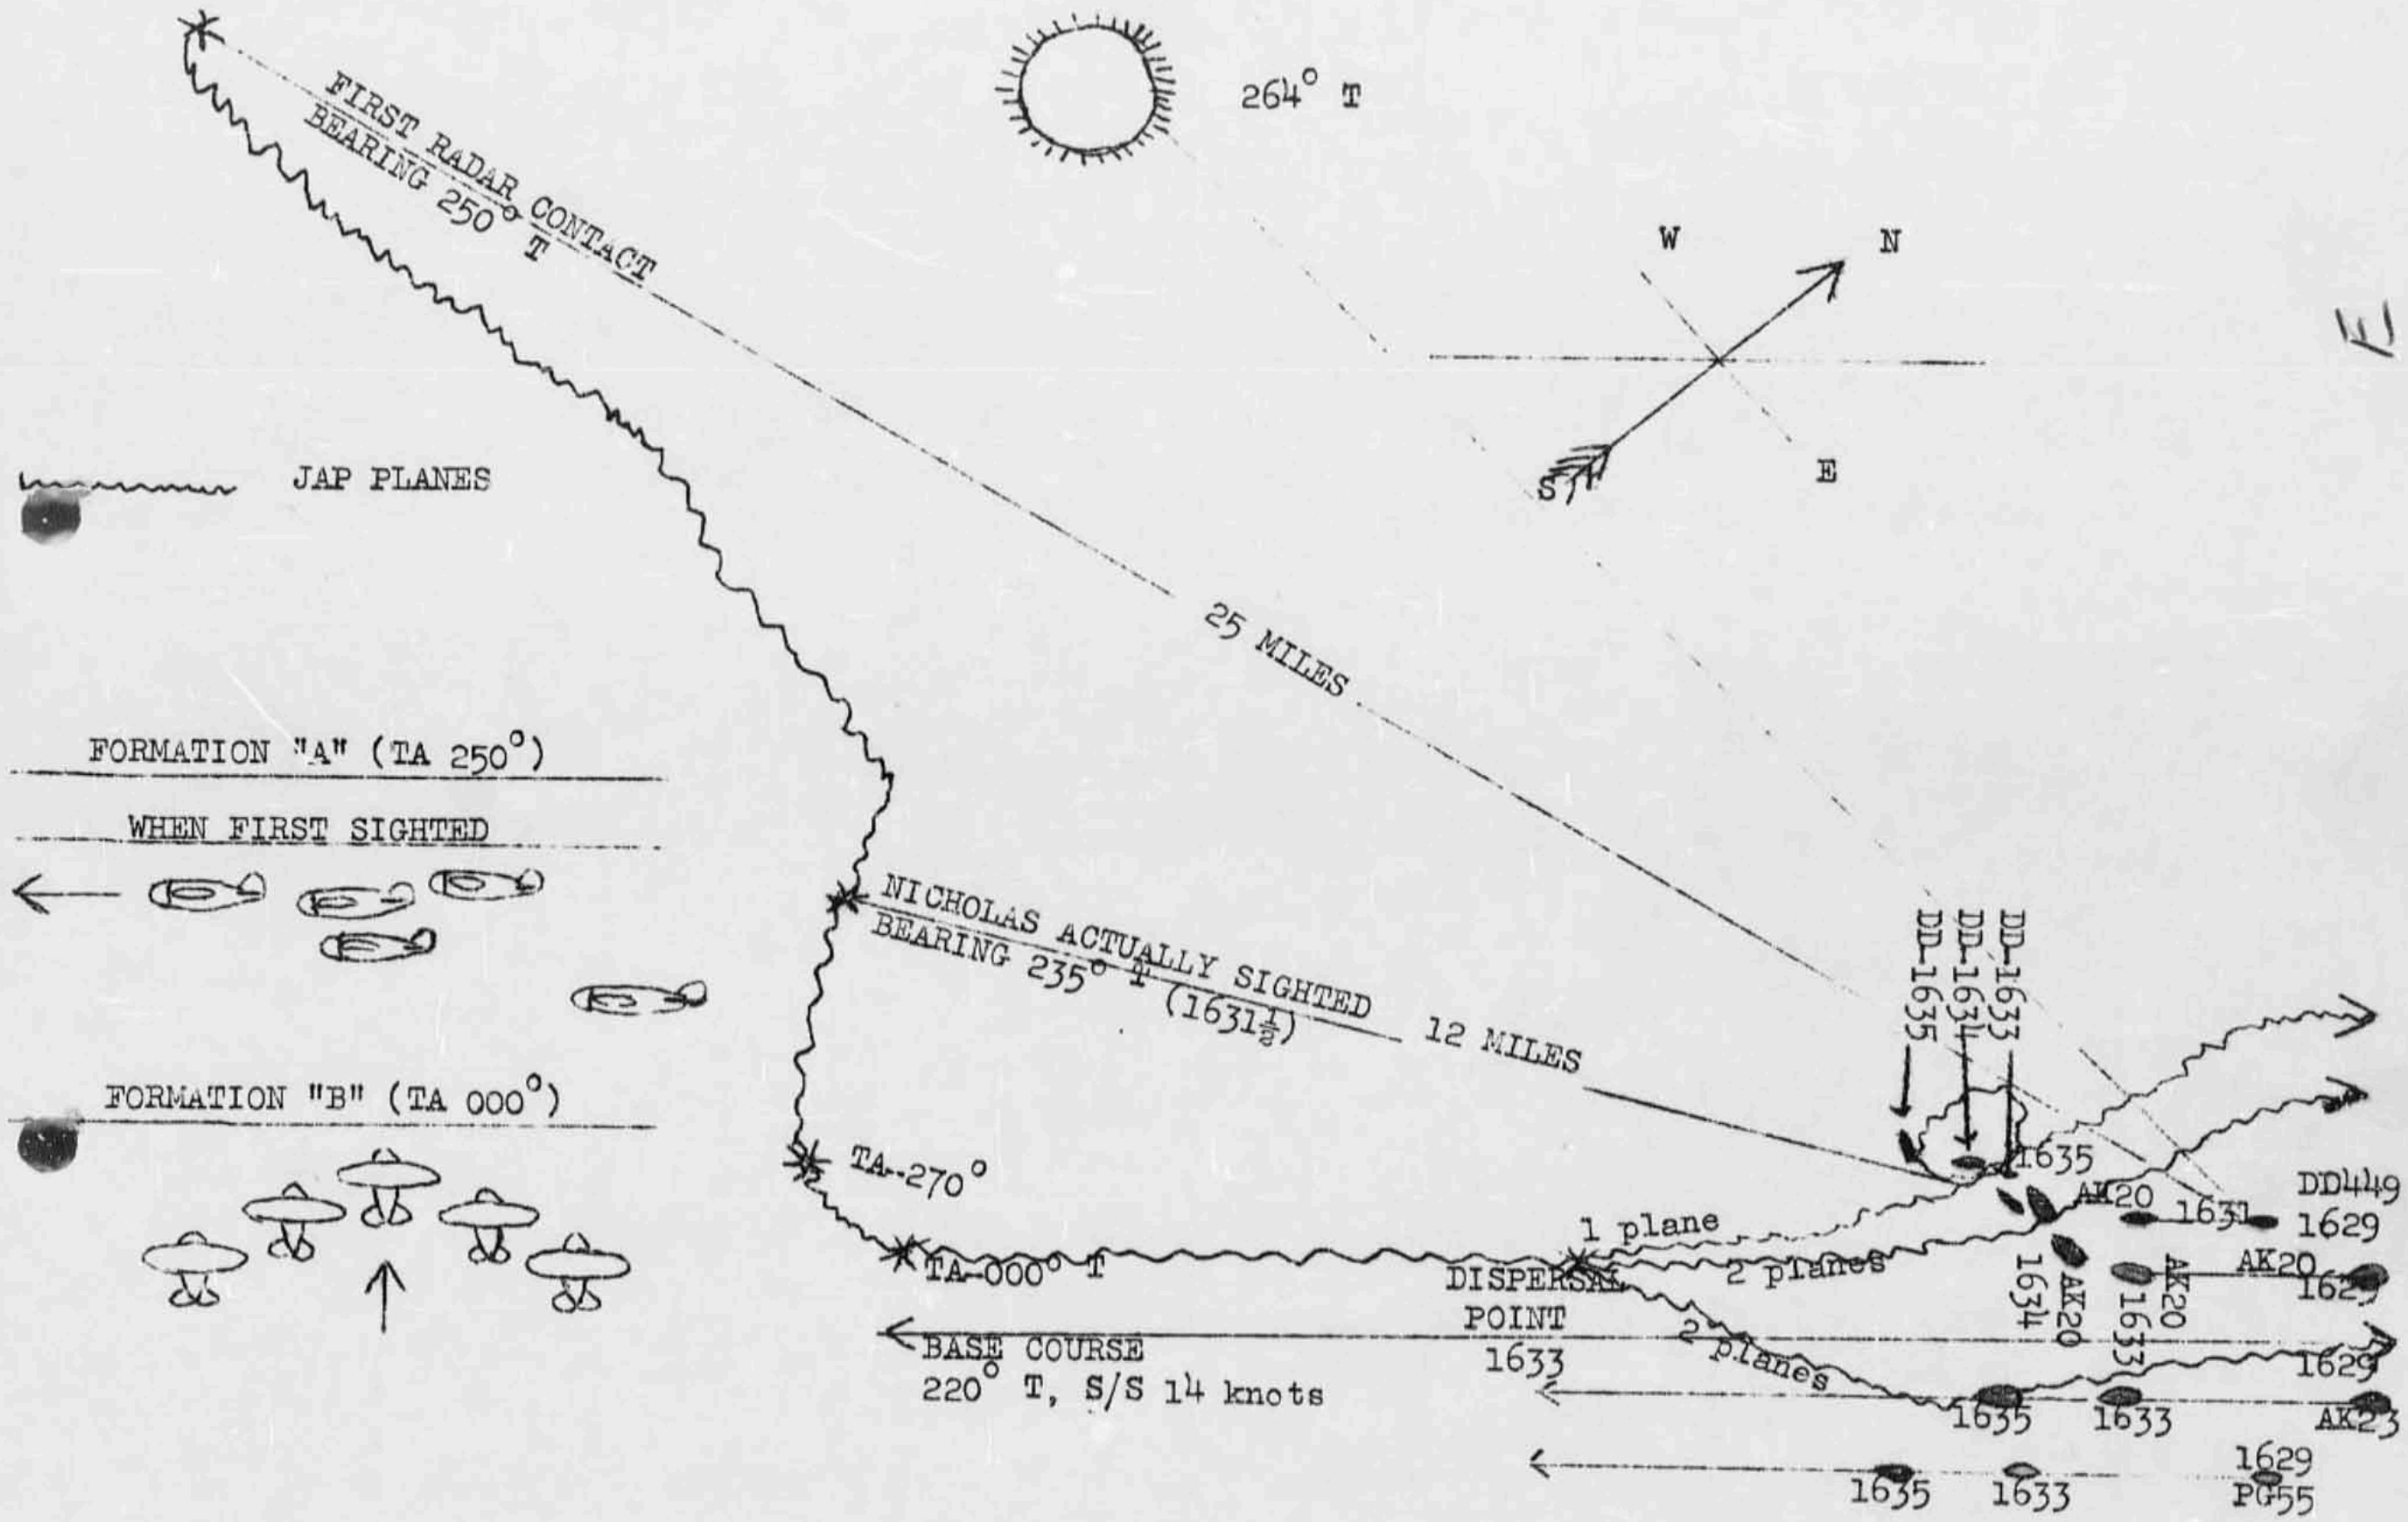 264° T
FIRST RADAR CONTACT
BEARING 250° T
W
N
S
E
E
JAP PLANES
25 MILES
FORMATION "A" (TA 250°)
WHEN FIRST SIGHTED
NICHOLAS ACTUALLY SIGHTED
BEARING 235° T (1631½)
12 MILES
DD-1635
DD-1634
DD-1633
FORMATION "B" (TA 000°)
TA--270°
TA-000° T
1 plane
2 planes
2 planes
DISPERSAL
POINT
1633
BASE COURSE
220° T, S/S 14 knots
1635
AK20
1631
DD449
1629
AK20
1629
AK20
1634
AK20
1633
1629
1635
1633
AK23
1635
1633
1629
PG55